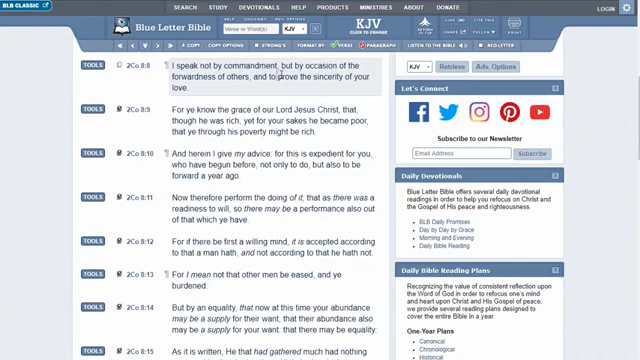 BLB CLASSIC
LOGIN
SEARCH
STUDY
DEVOTIONALS
HELP?
ABOUT
MINISTRIES
PRODUCTS
DONATE
Blue Letter Bible
Verse or Word(s)
KJV
KJV
CLICK TO CHANGE
RETURN TO TOP
LINK
FOLLOW
PRINT
COPY
COPY OPTIONS
STRONG'S
FORMAT BY
VERSE
PARAGRAPH
LISTEN TO THE BIBLE (MP3)
TOOLS
2Co 8:8
¶ I speak not by commandment, but by occasion of the
forwardness of others, and to prove the sincerity of your
love.
TOOLS
2Co 8:9
For ye know the grace of our Lord Jesus Christ, that,
though he was rich, yet for your sakes he became poor,
that ye through his poverty might be rich.
TOOLS
2Co 8:10
¶ And herein I give my advice: for this is expedient for you,
who have begun before, not only to do, but also to be
forward a year ago.
TOOLS
2Co 8:11
Now therefore perform the doing of it; that as there was a
readiness to will, so there may be a performance also out
of that which ye have.
TOOLS
2Co 8:12
For if there be first a willing mind, it is accepted according
to that a man hath, and not according to that he hath not.
TOOLS
2Co 8:13
¶ For I mean not that other men be eased, and ye
burdened:
TOOLS
2Co 8:14
But by an equality, that now at this time your abundance
may be a supply for their want, that their abundance also
may be a supply for your want: that there may be equality:
TOOLS
2Co 8:15
As it is written, He that had gathered much had nothing
KJV
Retrieve
Adv. Options
Let's Connect
Subscribe to our Newsletter
Email Address
Subscribe
Daily Devotionals
Blue Letter Bible offers several daily devotional
readings in order to help you refocus on Christ and
the Gospel of His peace and righteousness.
BLB Daily Promises
Day by Day by Grace
Morning and Evening
Daily Bible Reading
Daily Bible Reading Plans
Recognizing the value of consistent reflection upon
the Word of God in order to refocus one's mind
and heart upon Christ and His Gospel of peace,
we provide several reading plans designed to
cover the entire Bible in a year.
One-Year Plans
Canonical
Chronological
Historical